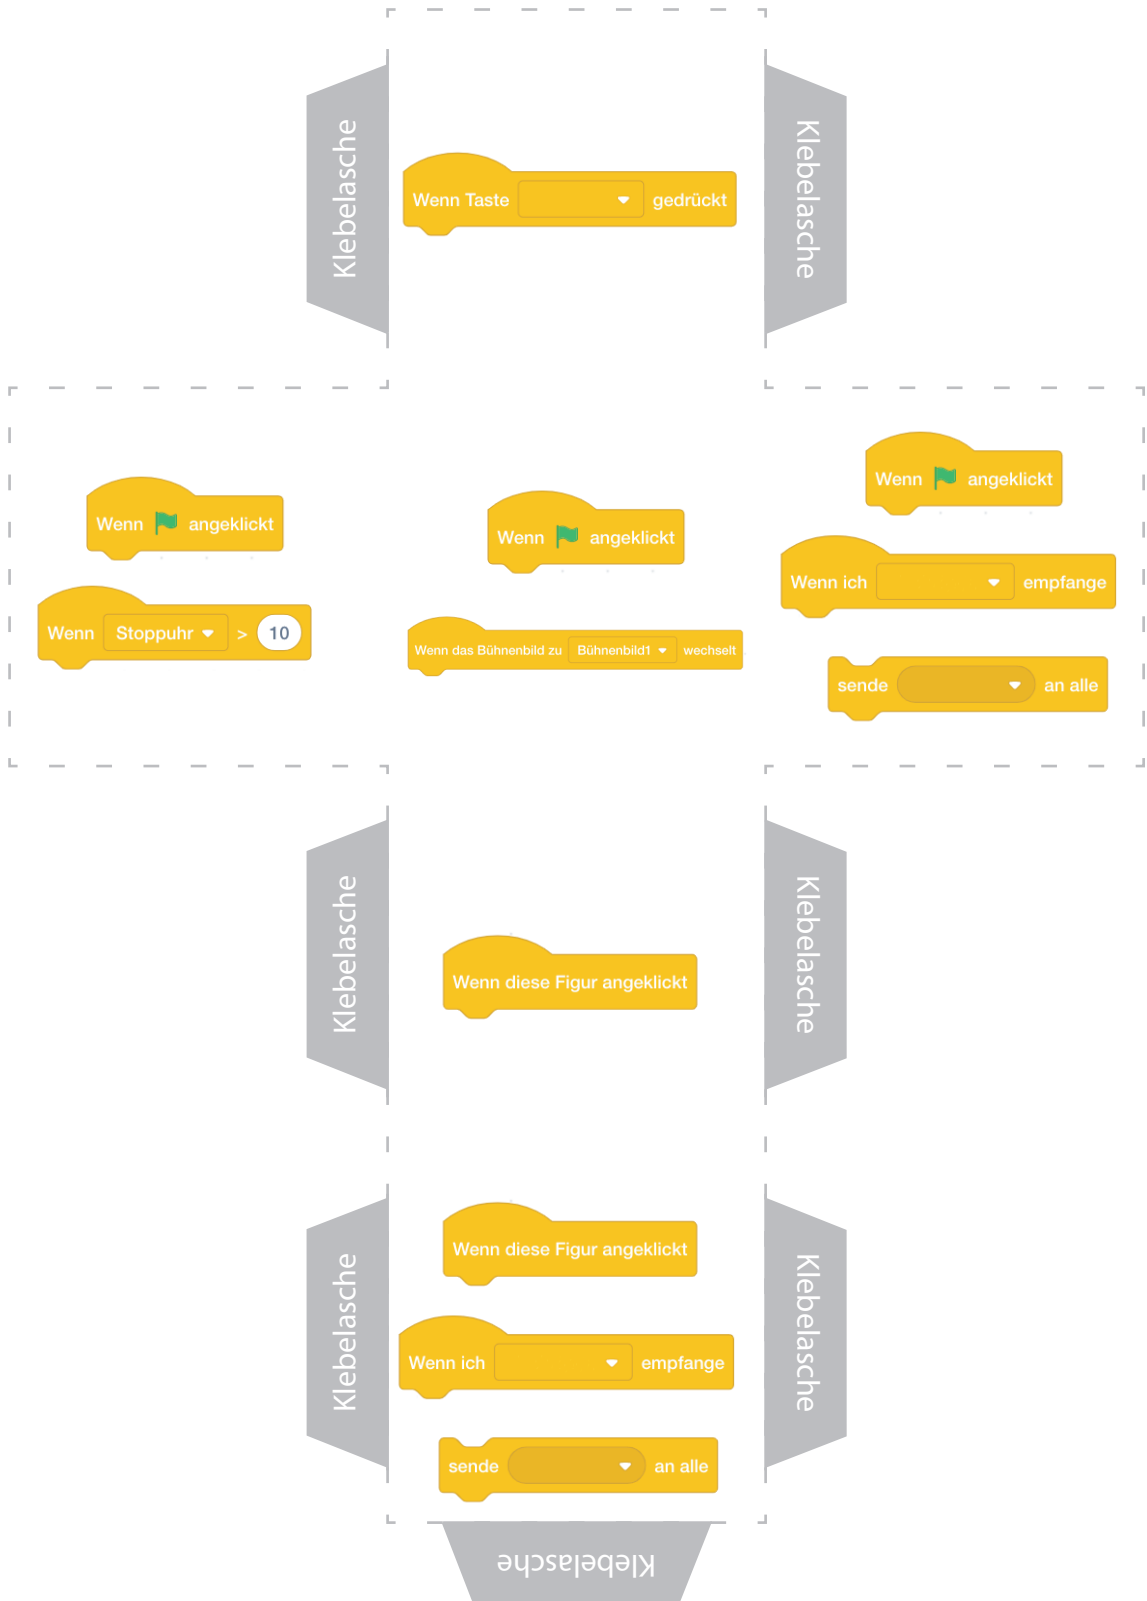 Klebelasche
Wenn Taste gedrückt
Klebelasche
Wenn angeklickt
Wenn Stoppuhr > 10
Wenn angeklickt
Wenn das Bühnenbild zu Bühnenbild1 wechselt
Wenn angeklickt
Wenn ich empfange
sende an alle
Klebelasche
Wenn diese Figur angeklickt
Klebelasche
Klebelasche
Wenn diese Figur angeklickt
Wenn ich empfange
sende an alle
Klebelasche
Klebelasche